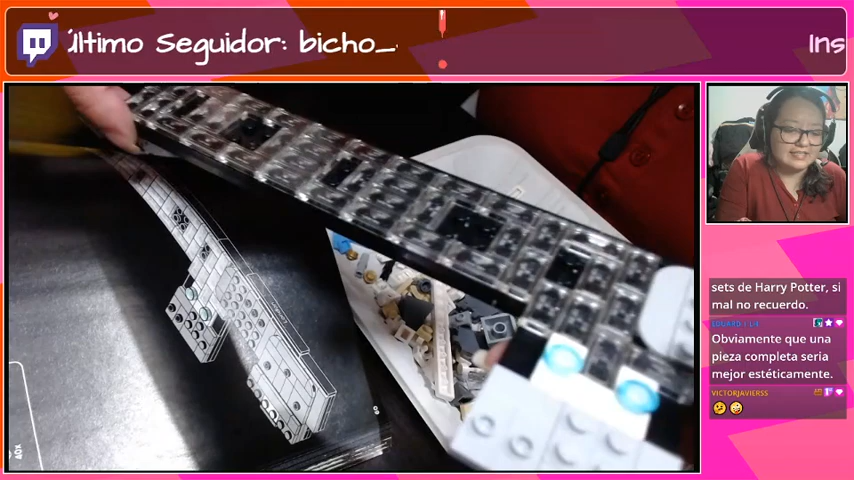 Último Seguidor: bicho_
Ins
sets de Harry Potter, si
mal no recuerdo.
Obviamente que una
pieza completa seria
mejor estéticamente.
VICTORJAVIERSS
40x